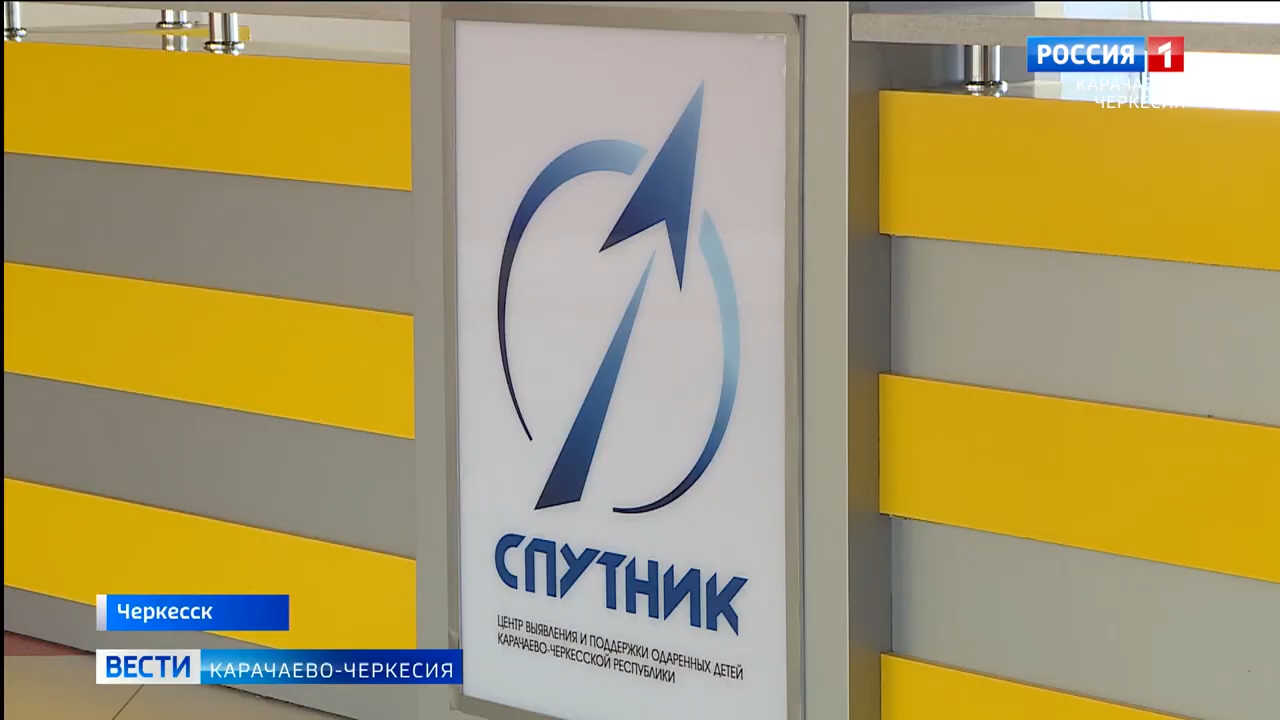 РОССИЯ 1
КАРАЧАЕВО
ЧЕРКЕСИЯ
СПУТНИК
ЦЕНТР ВЫЯВЛЕНИЯ И ПОДДЕРЖКИ ОДАРЕННЫХ ДЕТЕЙ
КАРАЧАЕВО-ЧЕРКЕССКОЙ РЕСПУБЛИКИ
Черкесск
ВЕСТИ КАРАЧАЕВО-ЧЕРКЕСИЯ